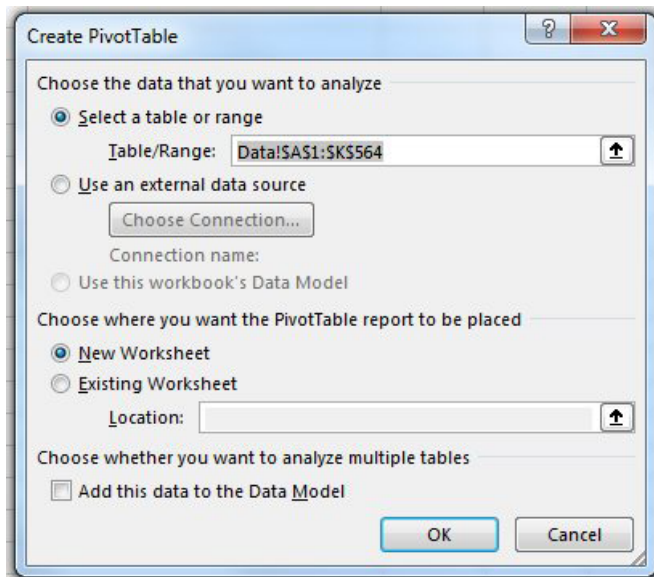 Create PivotTable
Choose the data that you want to analyze
Select a table or range
Table/Range: Data!$A$1:$K$564
Use an external data source
Choose Connection...
Connection name:
Use this workbook's Data Model
Choose where you want the PivotTable report to be placed
New Worksheet
Existing Worksheet
Location:
Choose whether you want to analyze multiple tables
Add this data to the Data Model
OK Cancel